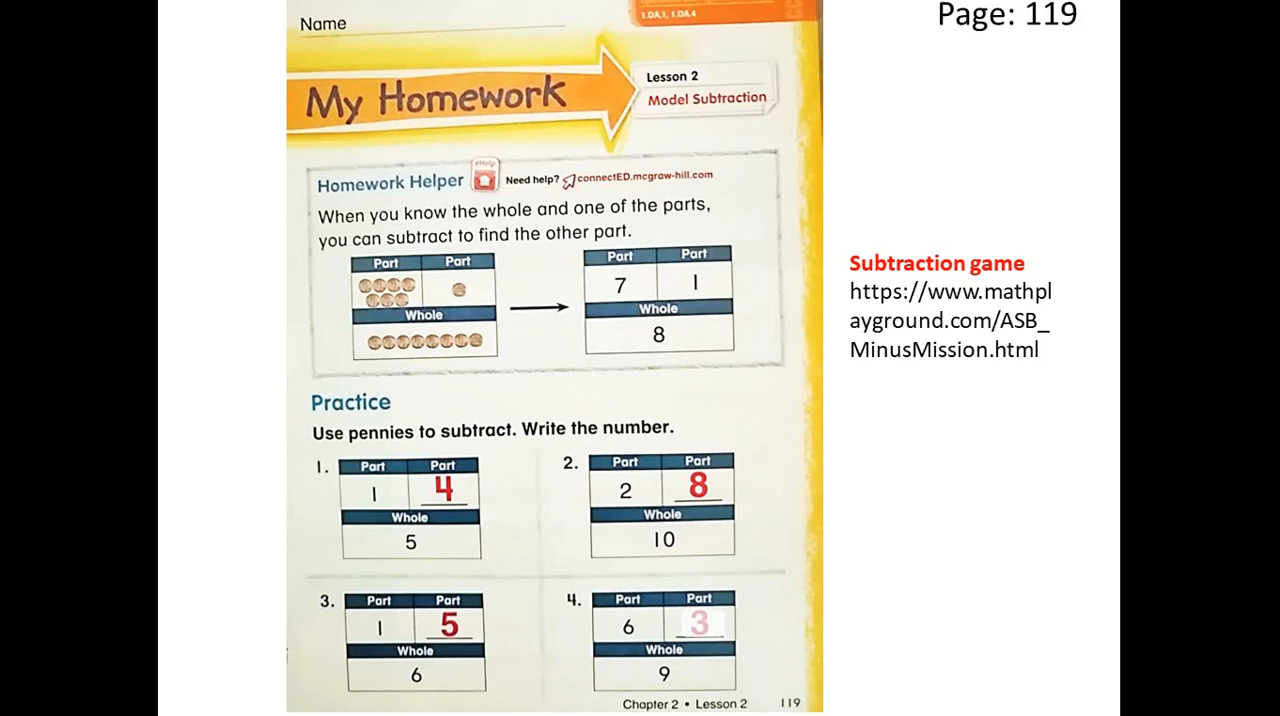 Page: 119
Name
1.OA.1, 1.OA.4
My Homework
Lesson 2
Model Subtraction
Homework Helper
eHelp
Need help? connectED.mcgraw-hill.com
When you know the whole and one of the parts,
you can subtract to find the other part.
Part Part
Whole
Part Part
7 1
Whole
8
Subtraction game
https://www.mathpl
ayground.com/ASB_
MinusMission.html
Practice
Use pennies to subtract. Write the number.
1.
Part Part
1 4
Whole
5
2.
Part Part
2 8
Whole
10
3.
Part Part
1 5
Whole
6
4.
Part Part
6 3
Whole
9
Chapter 2 • Lesson 2 119